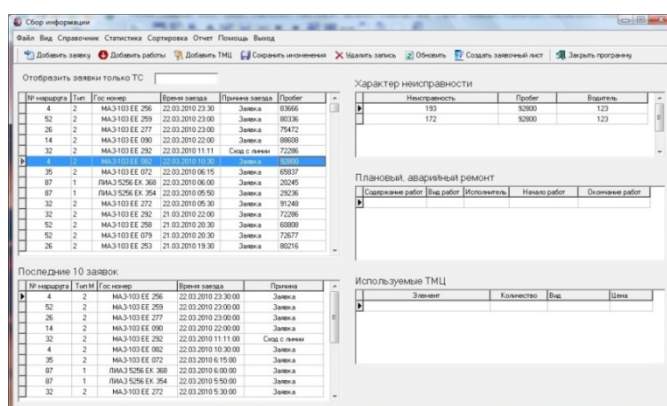 Сбор информации
Файл Вид Справочник Статистика Сортировка Отчет Помощь Выход
Добавить заявку Добавить работы Добавить ТМЦ Сохранить изменения Удалить запись Обновить Создать заявочный лист Закрыть программу
Отобразить заявки только ТС
№ маршрута Тип Гос номер Время заезда Причина заезда Пробег
4 2 МАЗ-103 ЕЕ 256 22.03.2010 23:30 Заявка 83666
52 2 МАЗ-103 ЕЕ 259 22.03.2010 23:00 Заявка 80336
26 2 МАЗ-103 ЕЕ 277 22.03.2010 23:00 Заявка 75472
14 2 МАЗ-103 ЕЕ 090 22.03.2010 22:00 Заявка 88608
32 2 МАЗ-103 ЕЕ 292 22.03.2010 11:11 Сход с линии 72286
4 2 МАЗ-103 ЕЕ 082 22.03.2010 10:30 Заявка 92800
35 2 МАЗ-103 ЕЕ 072 22.03.2010 06:15 Заявка 65837
87 1 ЛИАЗ 5256 ЕК 368 22.03.2010 06:00 Заявка 20245
87 1 ЛИАЗ 5256 ЕК 354 22.03.2010 05:50 Заявка 29236
32 2 МАЗ-103 ЕЕ 272 22.03.2010 05:30 Заявка 91248
32 2 МАЗ-103 ЕЕ 292 21.03.2010 22:00 Заявка 72286
52 2 МАЗ-103 ЕЕ 258 21.03.2010 20:30 Заявка 60808
52 2 МАЗ-103 ЕЕ 079 21.03.2010 20:30 Заявка 72677
26 2 МАЗ-103 ЕЕ 253 21.03.2010 19:30 Заявка 80216
Последние 10 заявок
№ маршрута Тип М Гос номер Время заезда Причина
4 2 МАЗ-103 ЕЕ 256 22.03.2010 23:30:00 Заявка
52 2 МАЗ-103 ЕЕ 259 22.03.2010 23:00:00 Заявка
26 2 МАЗ-103 ЕЕ 277 22.03.2010 23:00:00 Заявка
14 2 МАЗ-103 ЕЕ 090 22.03.2010 22:00:00 Заявка
32 2 МАЗ-103 ЕЕ 292 22.03.2010 11:11:00 Сход с линии
4 2 МАЗ-103 ЕЕ 082 22.03.2010 10:30:00 Заявка
35 2 МАЗ-103 ЕЕ 072 22.03.2010 6:15:00 Заявка
87 1 ЛИАЗ 5256 ЕК 368 22.03.2010 6:00:00 Заявка
87 1 ЛИАЗ 5256 ЕК 354 22.03.2010 5:50:00 Заявка
32 2 МАЗ-103 ЕЕ 272 22.03.2010 5:30:00 Заявка
Характер неисправности
Неисправность Пробег Водитель
193 92800 123
172 92800 123
Плановый, аварийный ремонт
Содержание работ Вид работ Исполнитель Начало работ Окончание работ
Используемые ТМЦ
Элемент Количество Вид Цена